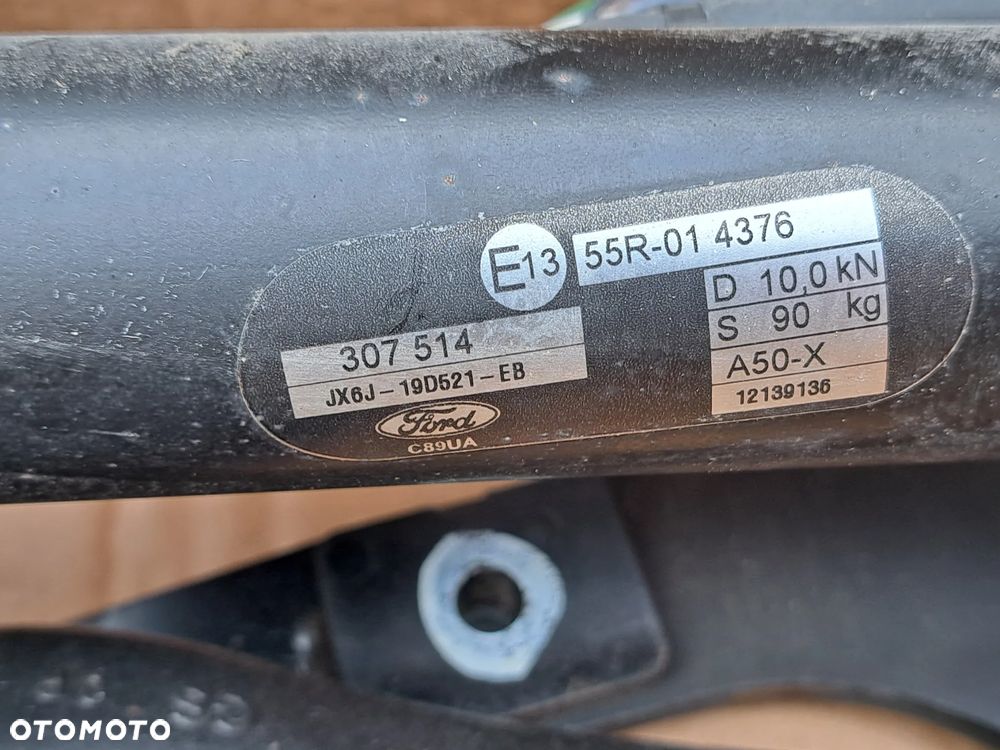 E13
55R-01 4376
D 10,0 kN
S 90 kg
A50-X
12139136
307 514
JX6J-19D521-EB
Ford
C89UA
OTOMOTO